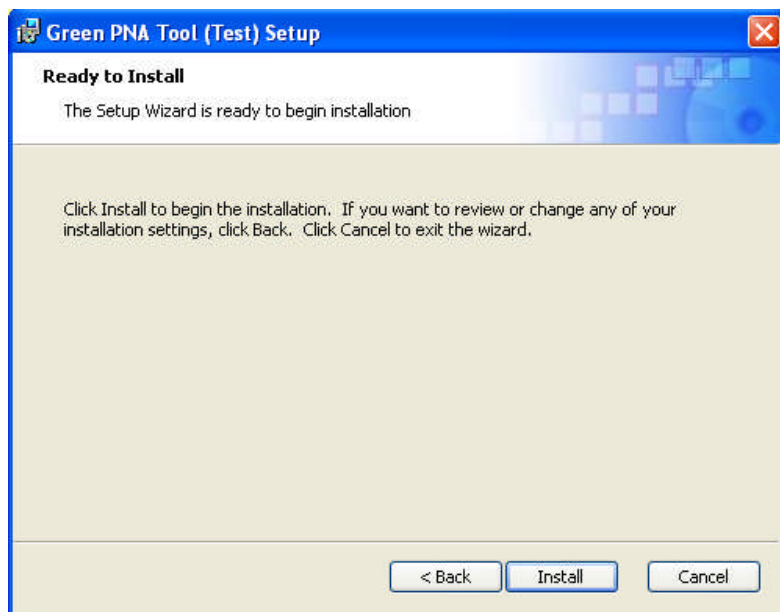 Green PNA Tool (Test) Setup
Ready to Install
The Setup Wizard is ready to begin installation
Click Install to begin the installation.  If you want to review or change any of your
installation settings, click Back.  Click Cancel to exit the wizard.
< Back Install Cancel